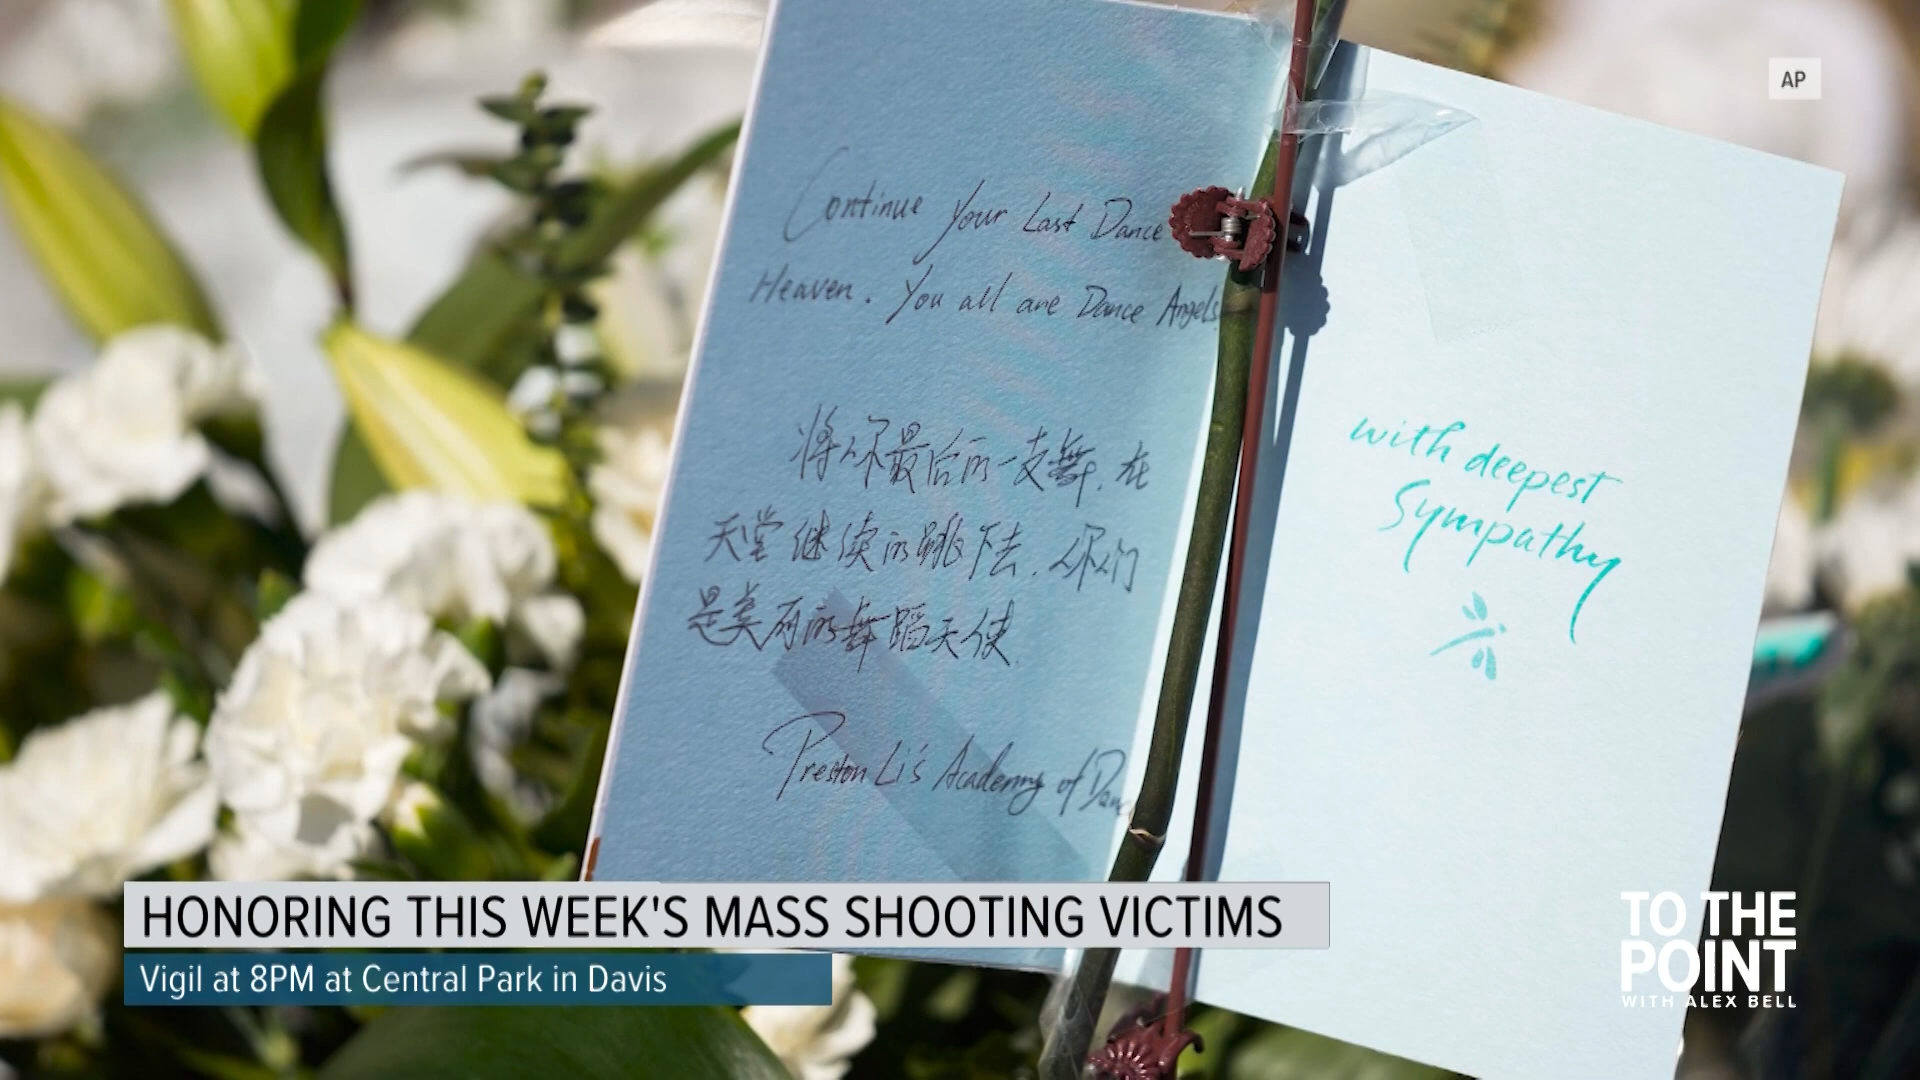 AP
Continue Your Last Dance
Heaven. You all are Dance Angels.
将你最后的一支舞，在
天堂继续的跳下去，你们
是美丽的舞蹈天使.
Preston Li's Academy of Danc
with deepest
Sympathy
HONORING THIS WEEK'S MASS SHOOTING VICTIMS
Vigil at 8PM at Central Park in Davis
TO THE
POINT
WITH ALEX BELL